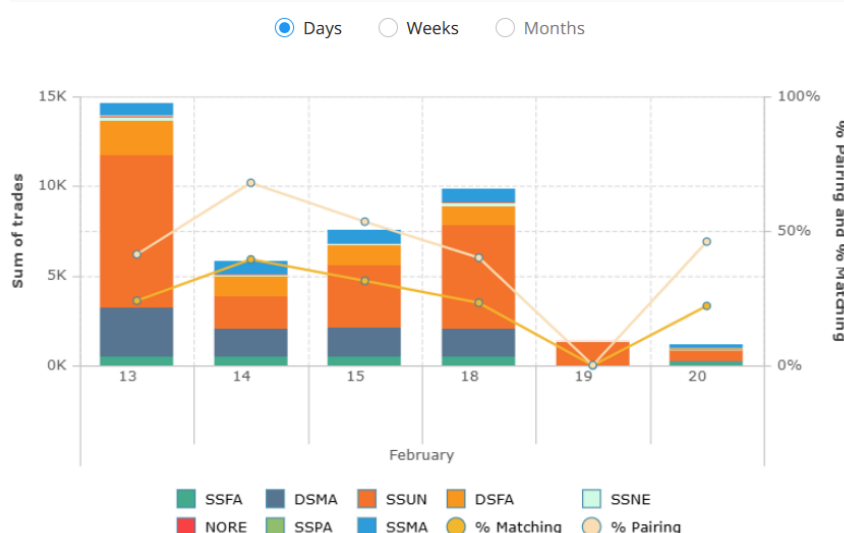 Days Weeks Months
15K
10K
5K
0K
Sum of trades
100%
50%
0%
% Pairing and % Matching
13 14 15 18 19 20
February
SSFA DSMA SSUN DSFA SSNE
NORE SSPA SSMA % Matching % Pairing